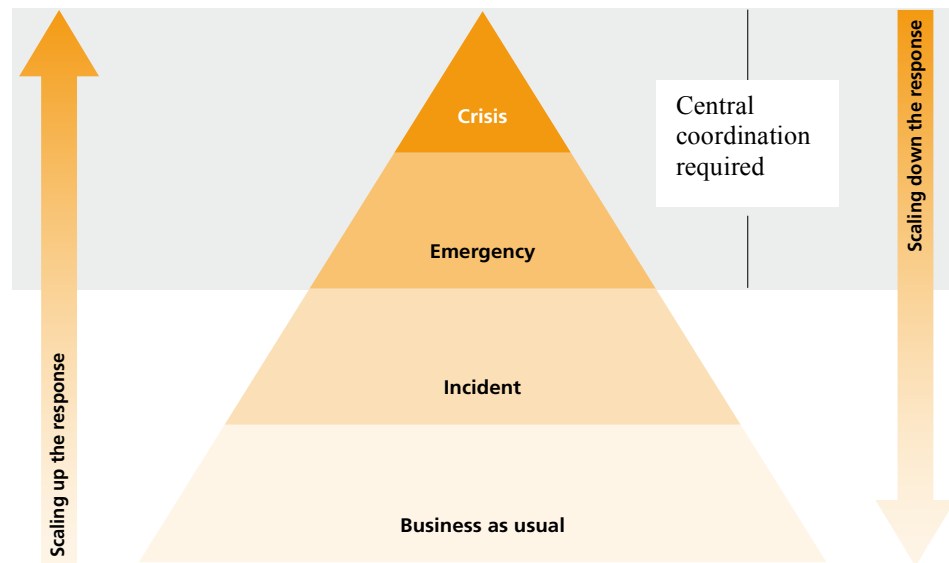 Crisis
Central
coordination
required
Emergency
Incident
Business as usual
Scaling up the response
Scaling down the response